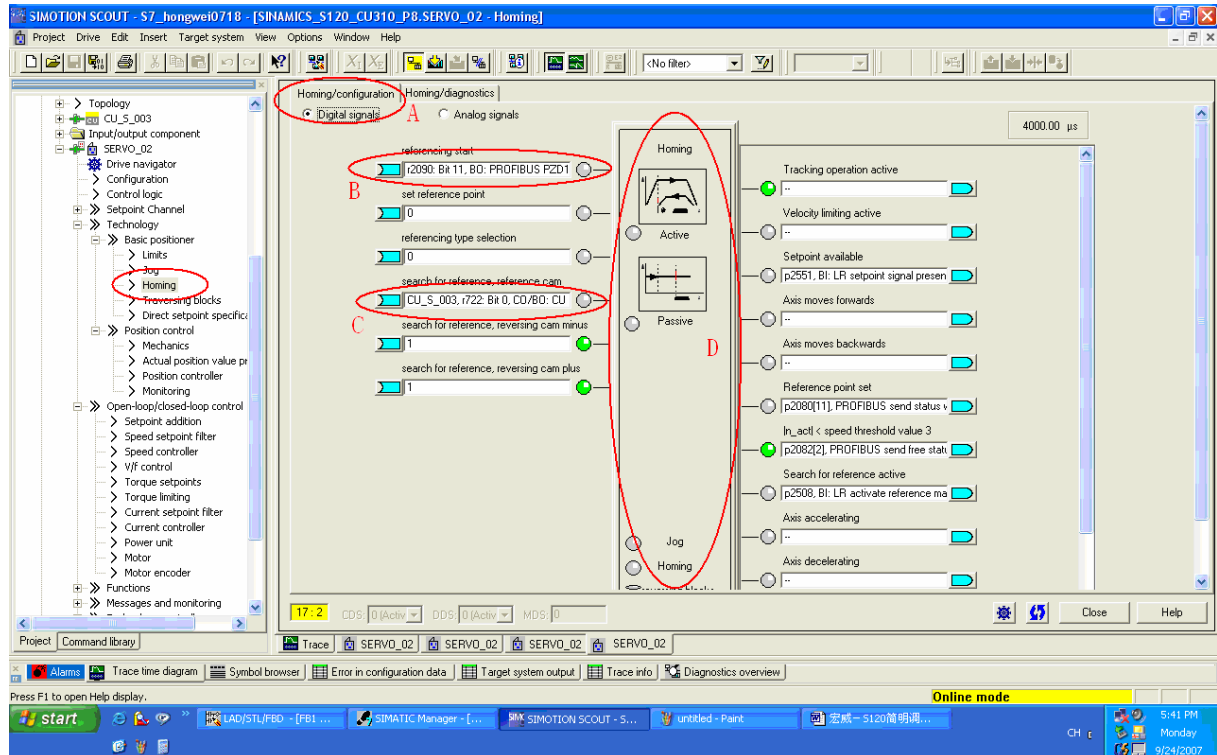 SIMOTION SCOUT - S7_hongwei0718 - [SINAMICS_S120_CU310_P8.SERVO_02 - Homing]
Project Drive Edit Insert Target system View Options Window Help
<No filter>
Topology
CU_S_003
Input/output component
SERVO_02
Drive navigator
Configuration
Control logic
Setpoint Channel
Technology
Basic positioner
Limits
Jog
Homing
Traversing blocks
Direct setpoint specifica
Position control
Mechanics
Actual position value pr
Position controller
Monitoring
Open-loop/closed-loop control
Setpoint addition
Speed setpoint filter
Speed controller
V/f control
Torque setpoints
Torque limiting
Current setpoint filter
Current controller
Power unit
Motor
Motor encoder
Functions
Messages and monitoring
Project Command library
Homing/configuration Homing/diagnostics
Digital signals A Analog signals
4000.00 µs
referencing start
r2090: Bit 11, BO: PROFIBUS PZD1
B
set reference point
0
referencing type selection
0
search for reference, reference cam
CU_S_003, r722: Bit 0, CO/BO: CU
C
search for reference, reversing cam minus
1
search for reference, reversing cam plus
1
Homing
Active
Passive
D
Jog
Homing
Tracking operation active
--
Velocity limiting active
--
Setpoint available
p2551, BI: LR setpoint signal presen
Axis moves forwards
--
Axis moves backwards
--
Reference point set
p2080[11], PROFIBUS send status v
|n_act| < speed threshold value 3
p2082[2], PROFIBUS send free statu
Search for reference active
p2508, BI: LR activate reference ma
Axis accelerating
--
Axis decelerating
--
17: 2 CDS: 0 (Activ DDS: 0 (Activ MDS: 0
Close Help
Trace SERVO_02 SERVO_02 SERVO_02 SERVO_02
Alarms Trace time diagram Symbol browser Error in configuration data Target system output Trace info Diagnostics overview
Press F1 to open Help display.
Online mode
start LAD/STL/FBD - [FB1 ... SIMATIC Manager - [... SIMOTION SCOUT - S... untitled - Paint 宏威－S120简明调...
CH
5:41 PM
Monday
9/24/2007